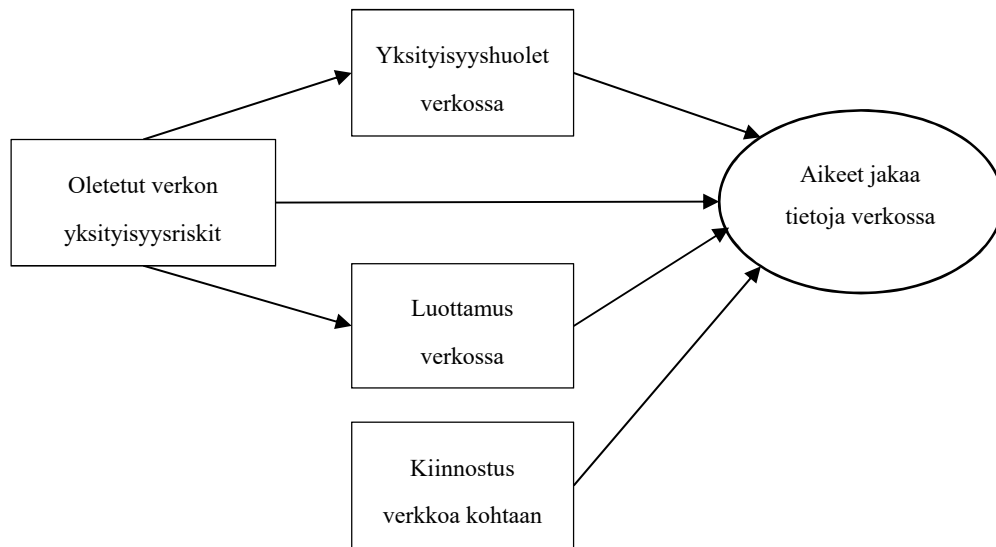 Yksityisyyshuolet
verkossa
Oletetut verkon
yksityisyysriskit
Aikeet jakaa
tietoja verkossa
Luottamus
verkossa
Kiinnostus
verkkoa kohtaan